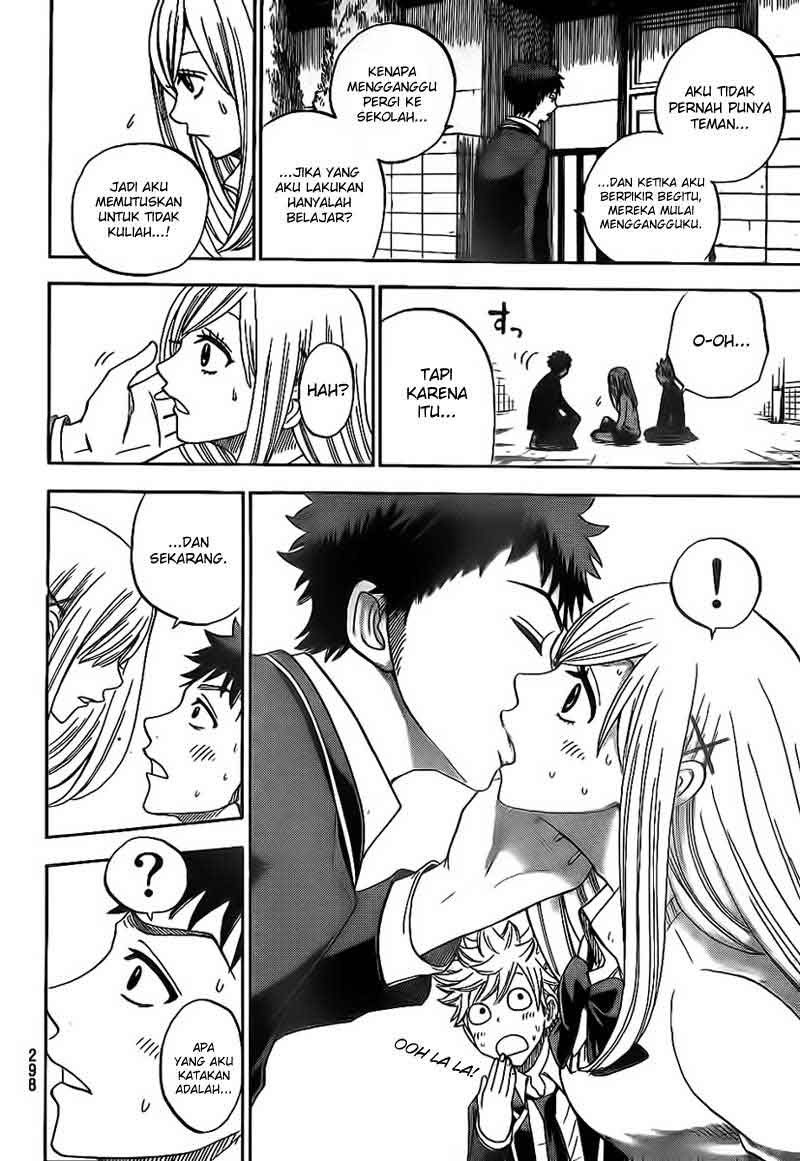 AKU TIDAK
PERNAH PUNYA
TEMAN...
...DAN KETIKA AKU
BERPIKIR BEGITU,
MEREKA MULAI
MENGGANGGUKU.
KENAPA
MENGGANGGU
PERGI KE
SEKOLAH...
...JIKA YANG
AKU LAKUKAN
HANYALAH
BELAJAR?
JADI AKU
MEMUTUSKAN
UNTUK TIDAK
KULIAH...!
O-OH...
すっ
TAPI
KARENA
ITU...
HAH?
!
OOH LA LA!
...DAN
SEKARANG.
?
APA
YANG AKU
KATAKAN
ADALAH...
298